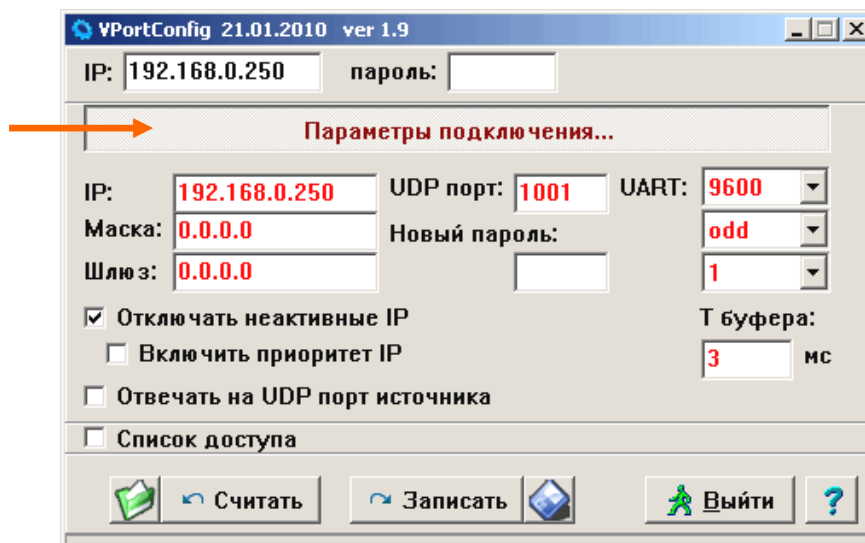 VPortConfig 21.01.2010 ver 1.9
IP: 192.168.0.250 пароль:
Параметры подключения...
IP: 192.168.0.250 UDP порт: 1001 UART: 9600
Маска: 0.0.0.0 Новый пароль: odd
Шлюз: 0.0.0.0 1
Отключать неактивные IP Т буфера:
Включить приоритет IP 3 мс
Отвечать на UDP порт источника
Список доступа
Считать Записать Выйти ?